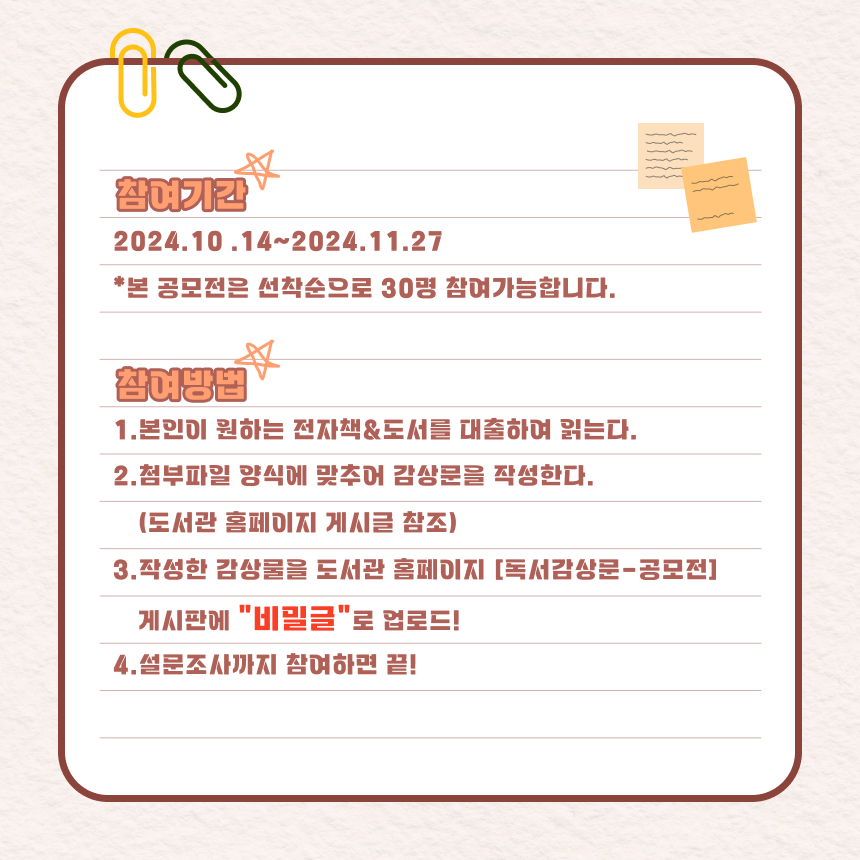 참여기간
2024.10 .14~2024.11.27
*본 공모전은 선착순으로 30명 참여가능합니다.
참여방법
1.본인이 원하는 전자책&도서를 대출하여 읽는다.
2.첨부파일 양식에 맞추어 감상문을 작성한다.
(도서관 홈페이지 게시글 참조)
3.작성한 감상물을 도서관 홈페이지 [독서감상문-공모전]
게시판에 "비밀글"로 업로드!
4.설문조사까지 참여하면 끝!